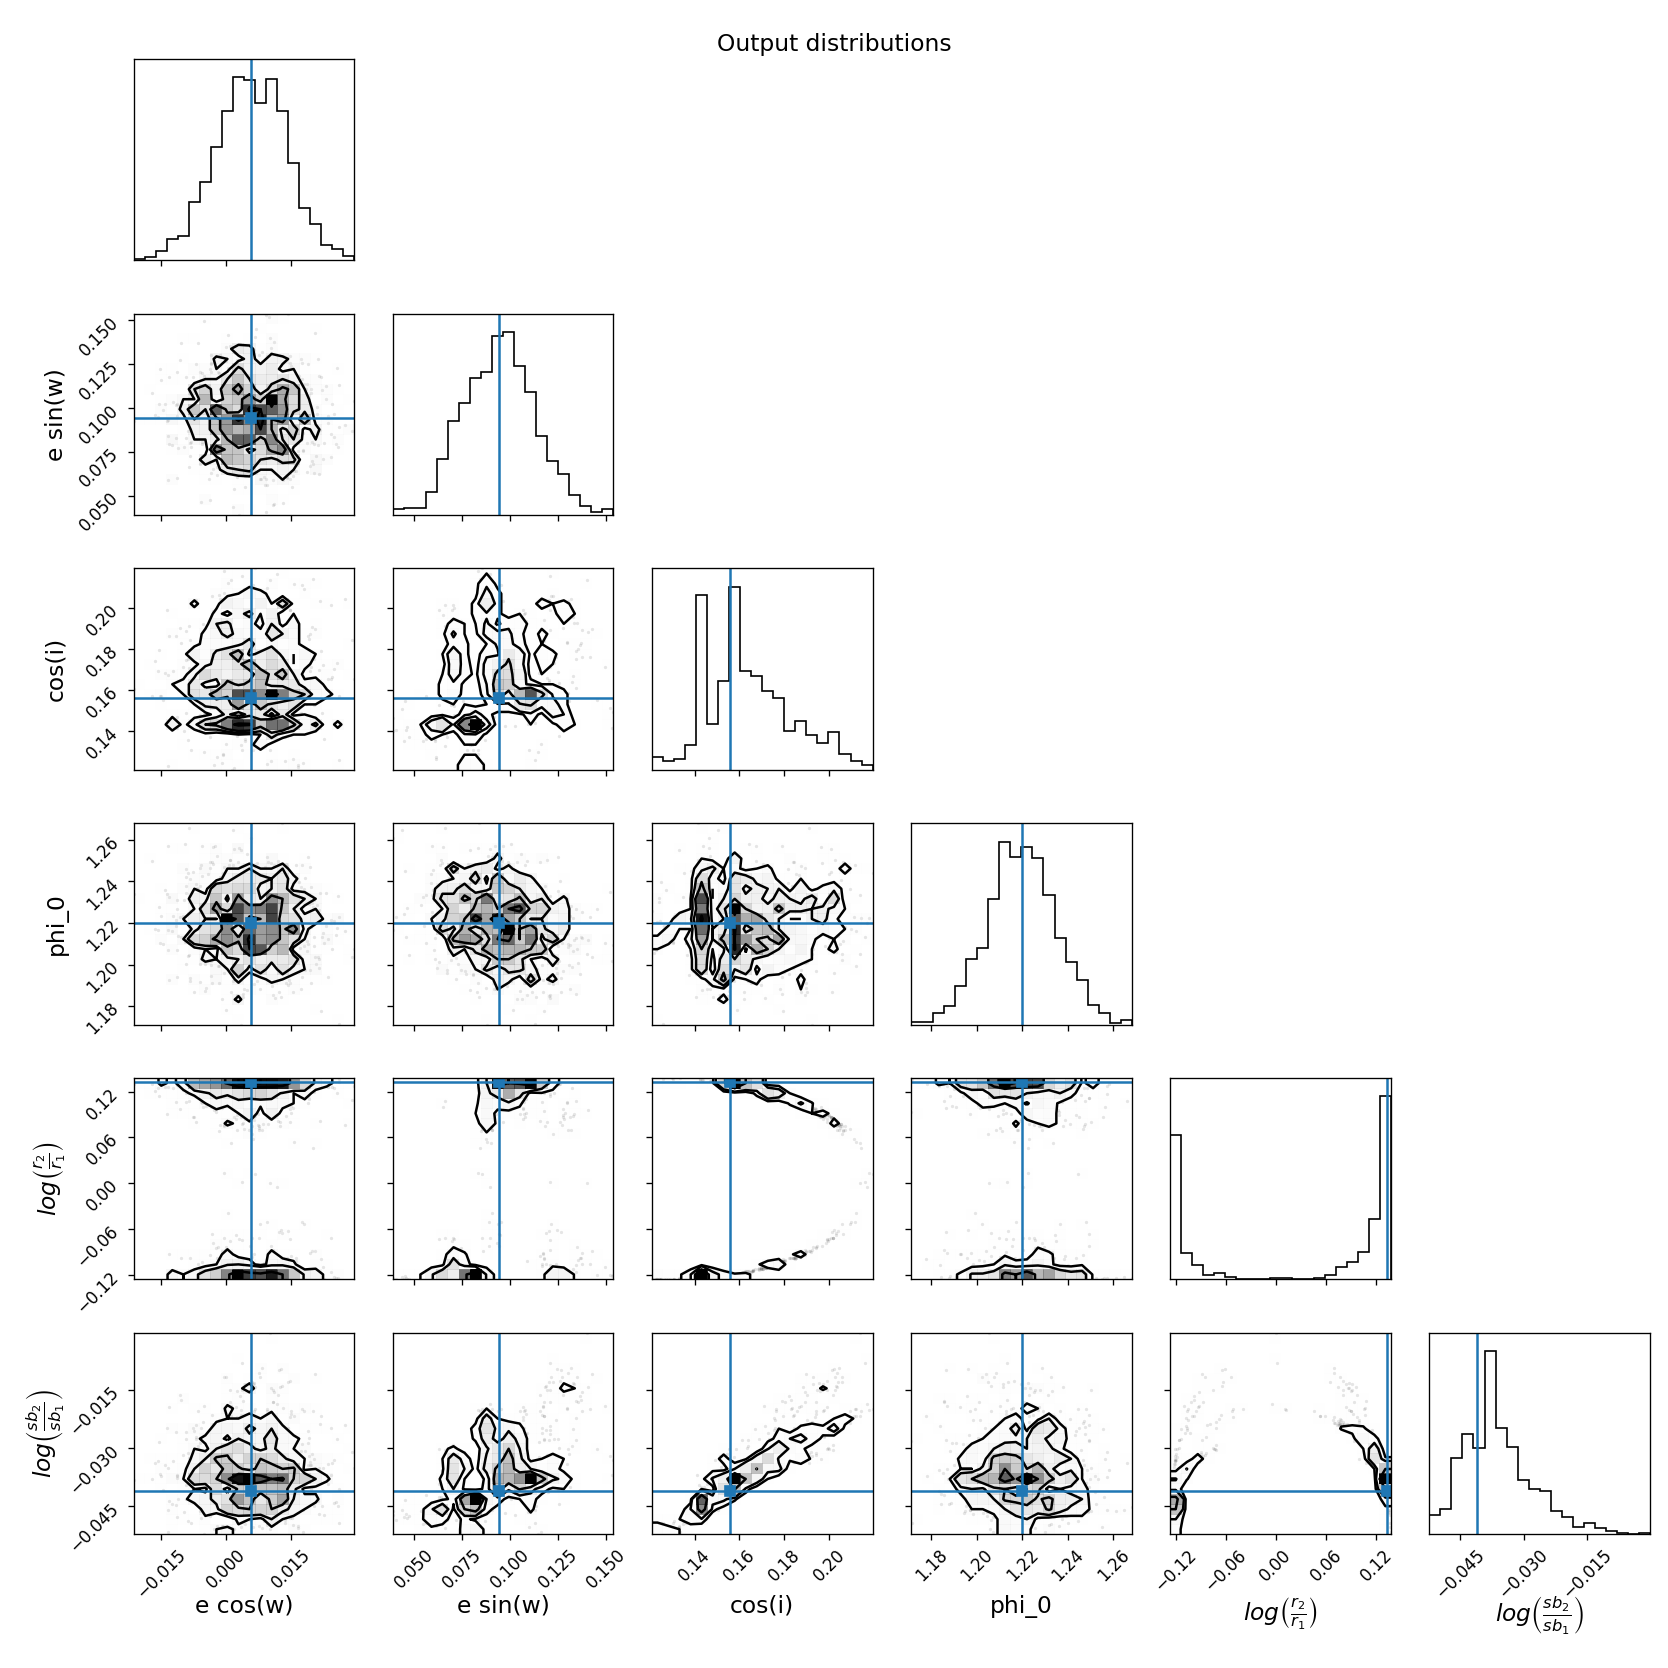 Output distributions
e sin(w)
0.150
0.125
0.100
0.075
0.050
cos(i)
0.20
0.18
0.16
0.14
phi_0
1.26
1.24
1.22
1.20
1.18
log(r₂/r₁)
0.12
0.06
0.00
−0.06
−0.12
log(sb₂/sb₁)
−0.015
−0.030
−0.045
−0.015 0.000 0.015
0.050 0.075 0.100 0.125 0.150
0.14 0.16 0.18 0.20
1.18 1.20 1.22 1.24 1.26
−0.12 −0.06 0.00 0.06 0.12
−0.045 −0.030 −0.015
e cos(w)
e sin(w)
cos(i)
phi_0
log(r₂/r₁)
log(sb₂/sb₁)